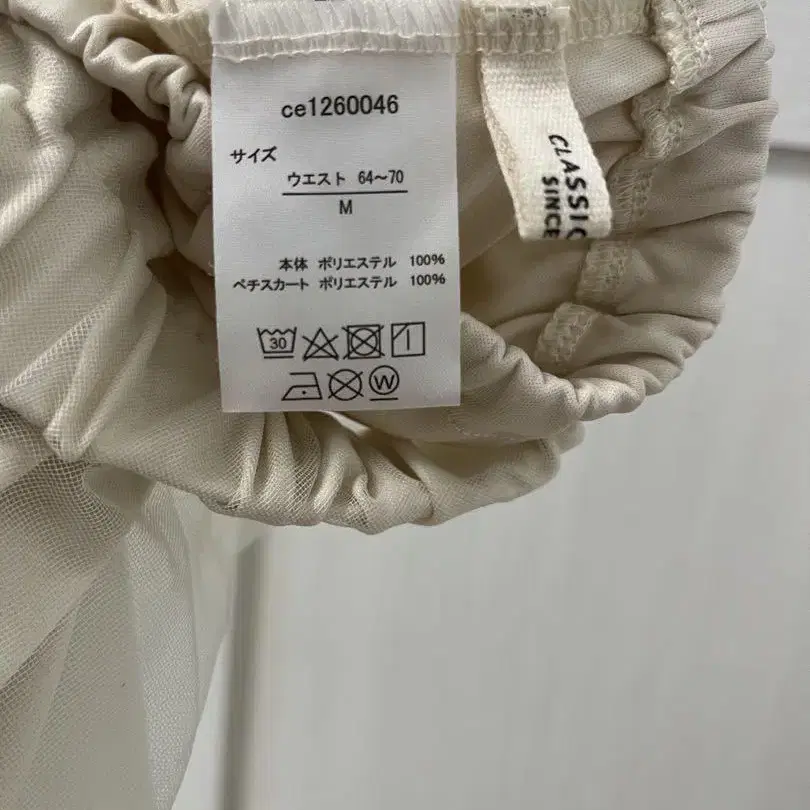 ce1260046
サイズ
ウエスト 64～70
M
本体 ポリエステル 100%
ペチスカート ポリエステル 100%
30
W
CLASSIC
SINCE